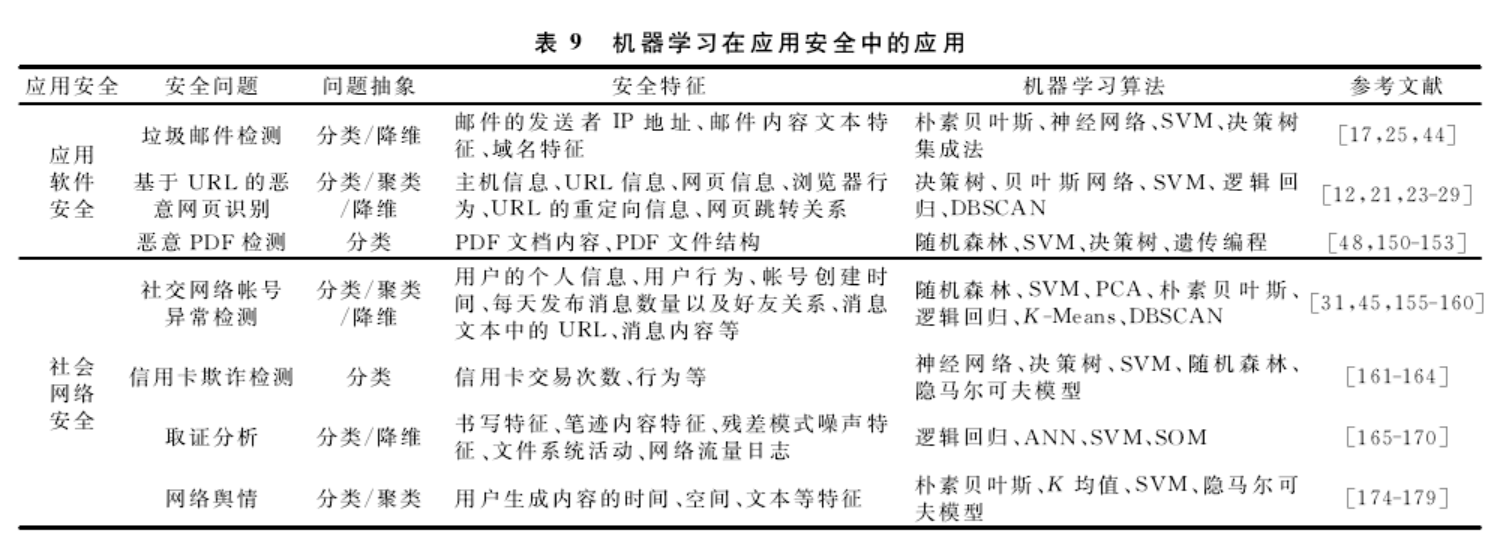 表 9 机器学习在应用安全中的应用
应用安全 安全问题 问题抽象 安全特征 机器学习算法 参考文献
应用
软件
安全
垃圾邮件检测 分类/降维
邮件的发送者 IP 地址、邮件内容文本特
征、域名特征
朴素贝叶斯、神经网络、SVM、决策树
集成法
[17,25,44]
基于 URL 的恶
意网页识别
分类/聚类
/降维
主机信息、URL 信息、网页信息、浏览器行
为、URL 的重定向信息、网页跳转关系
决策树、贝叶斯网络、SVM、逻辑回
归、DBSCAN
[12,21,23-29]
恶意 PDF 检测 分类 PDF 文档内容、PDF 文件结构 随机森林、SVM、决策树、遗传编程 [48,150-153]
社会
网络
安全
社交网络帐号
异常检测
分类/聚类
/降维
用户的个人信息、用户行为、帐号创建时
间、每天发布消息数量以及好友关系、消息
文本中的 URL、消息内容等
随机森林、SVM、PCA、朴素贝叶斯、
逻辑回归、K-Means、DBSCAN
[31,45,155-160]
信用卡欺诈检测 分类 信用卡交易次数、行为等
神经网络、决策树、SVM、随机森林、
隐马尔可夫模型
[161-164]
取证分析 分类/降维
书写特征、笔迹内容特征、残差模式噪声特
征、文件系统活动、网络流量日志
逻辑回归、ANN、SVM、SOM
[165-170]
网络舆情 分类/聚类 用户生成内容的时间、空间、文本等特征
朴素贝叶斯、K 均值、SVM、隐马尔可
夫模型
[174-179]